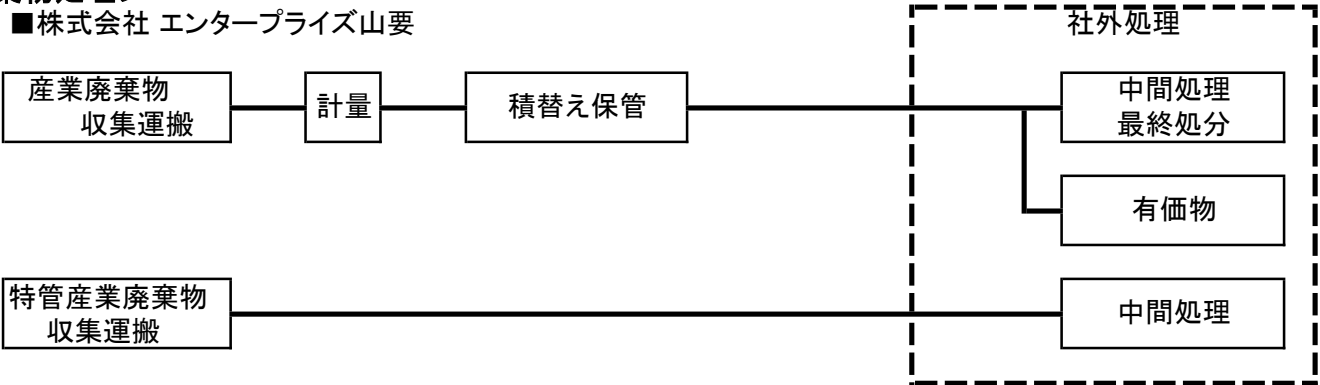 ■株式会社 エンタープライズ山要
社外処理
産業廃棄物
収集運搬
計量
積替え保管
中間処理
最終処分
有価物
特管産業廃棄物
収集運搬
中間処理